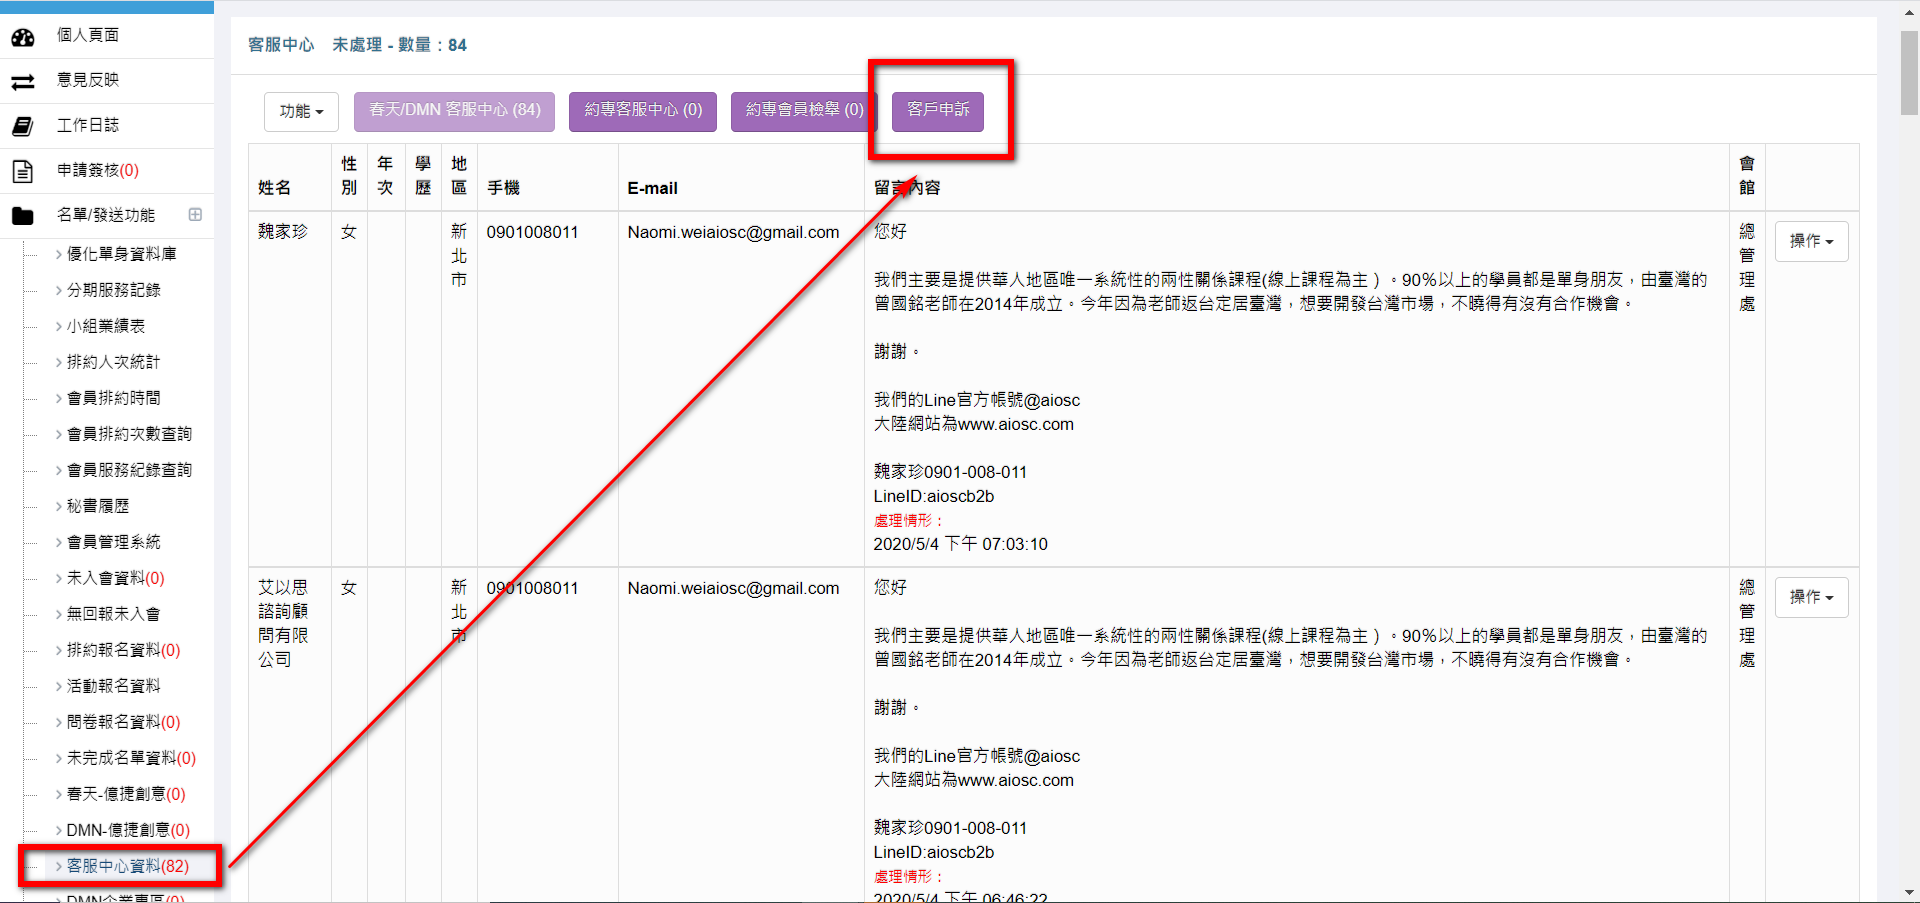 個人頁面
意見反映
工作日誌
申請簽核(0)
名單/發送功能
優化單身資料庫
分期服務記錄
小組業績表
排約人次統計
會員排約時間
會員排約次數查詢
會員服務紀錄查詢
秘書履歷
會員管理系統
未入會資料(0)
無回報未入會
排約報名資料(0)
活動報名資料
問卷報名資料(0)
未完成名單資料(0)
春天-億捷創意(0)
DMN-億捷創意(0)
客服中心資料(82)
DMN企業專區(0)
客服中心 未處理 - 數量：84
功能
春天/DMN 客服中心 (84)
約專客服中心 (0)
約專會員檢舉 (0)
客戶申訴
姓名 性別 年次 學歷 地區 手機 E-mail 留言內容 會館
魏家珍 女 新北市 0901008011 Naomi.weiaiosc@gmail.com
您好
我們主要是提供華人地區唯一系統性的兩性關係課程(線上課程為主）。90%以上的學員都是單身朋友，由臺灣的
曾國銘老師在2014年成立。今年因為老師返台定居臺灣，想要開發台灣市場，不曉得有沒有合作機會。
謝謝。
我們的Line官方帳號@aiosc
大陸網站為www.aiosc.com
魏家珍0901-008-011
LineID:aioscb2b
處理情形：
2020/5/4 下午 07:03:10
總管理處
操作
艾以思
諮詢顧
問有限
公司
女 新北市 0901008011 Naomi.weiaiosc@gmail.com
您好
我們主要是提供華人地區唯一系統性的兩性關係課程(線上課程為主）。90%以上的學員都是單身朋友，由臺灣的
曾國銘老師在2014年成立。今年因為老師返台定居臺灣，想要開發台灣市場，不曉得有沒有合作機會。
謝謝。
我們的Line官方帳號@aiosc
大陸網站為www.aiosc.com
魏家珍0901-008-011
LineID:aioscb2b
處理情形：
2020/5/4 下午 06:46:22
總管理處
操作